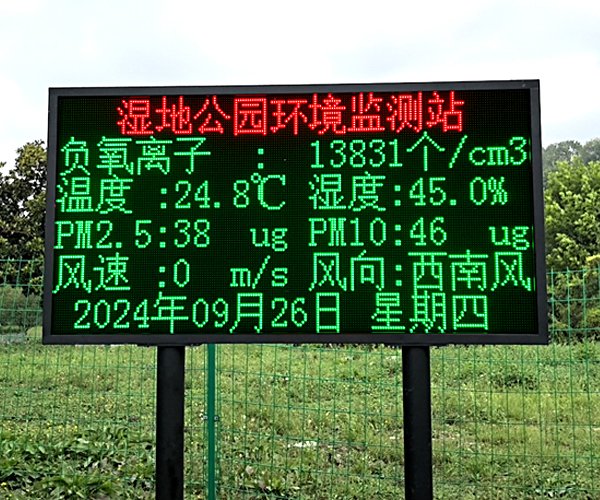 湿地公园环境监测站
负氧离子 : 13831个/cm3
温度 :24.8℃ 湿度:45.0%
PM2.5:38 ug PM10:46 ug
风速 :0 m/s 风向:西南风
2024年09月26日 星期四